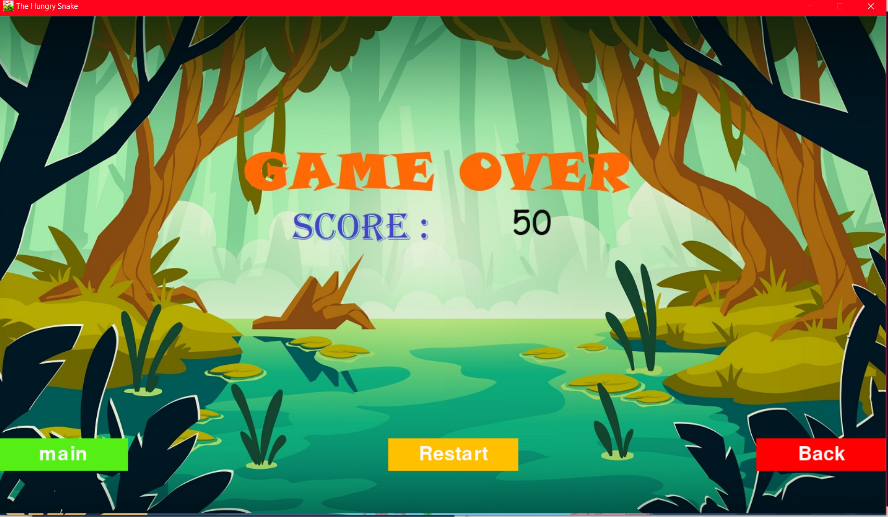 The Hungry Snake
GAME OVER
SCORE : 50
main Restart Back